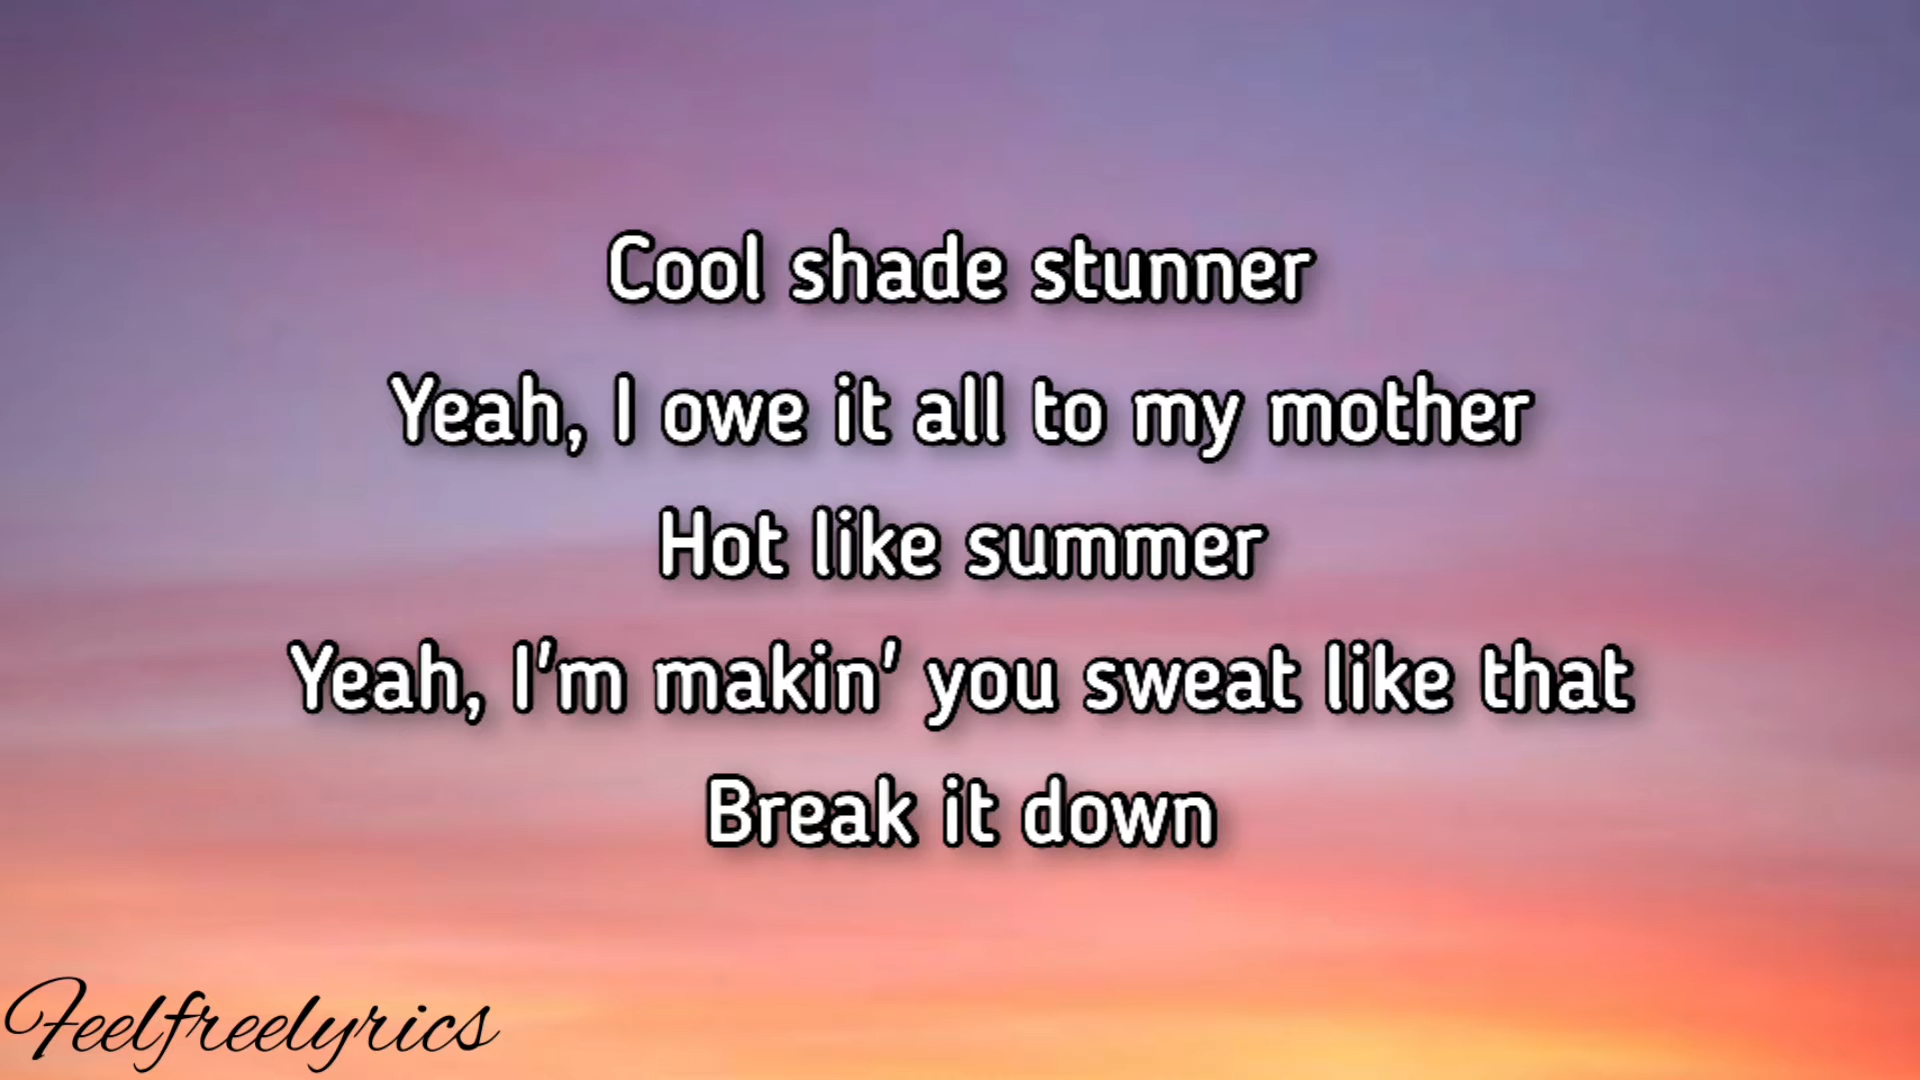 Cool shade stunner
Yeah, I owe it all to my mother
Hot like summer
Yeah, I'm makin' you sweat like that
Break it down
Feelfreelyrics